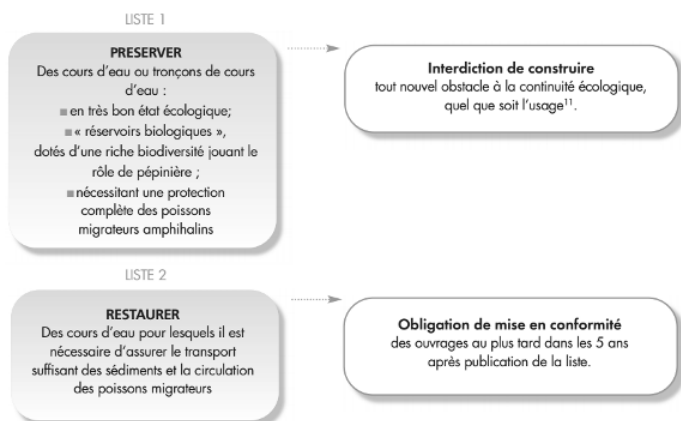 LISTE 1
PRESERVER
Des cours d'eau ou tronçons de cours
d'eau :
■ en très bon état écologique;
■ « réservoirs biologiques »,
dotés d'une riche biodiversité jouant le
rôle de pépinière ;
■ nécessitant une protection
complète des poissons
migrateurs amphihalins
Interdiction de construire
tout nouvel obstacle à la continuité écologique,
quel que soit l'usage¹¹.
LISTE 2
RESTAURER
Des cours d'eau pour lesquels il est
nécessaire d'assurer le transport
suffisant des sédiments et la circulation
des poissons migrateurs
Obligation de mise en conformité
des ouvrages au plus tard dans les 5 ans
après publication de la liste.